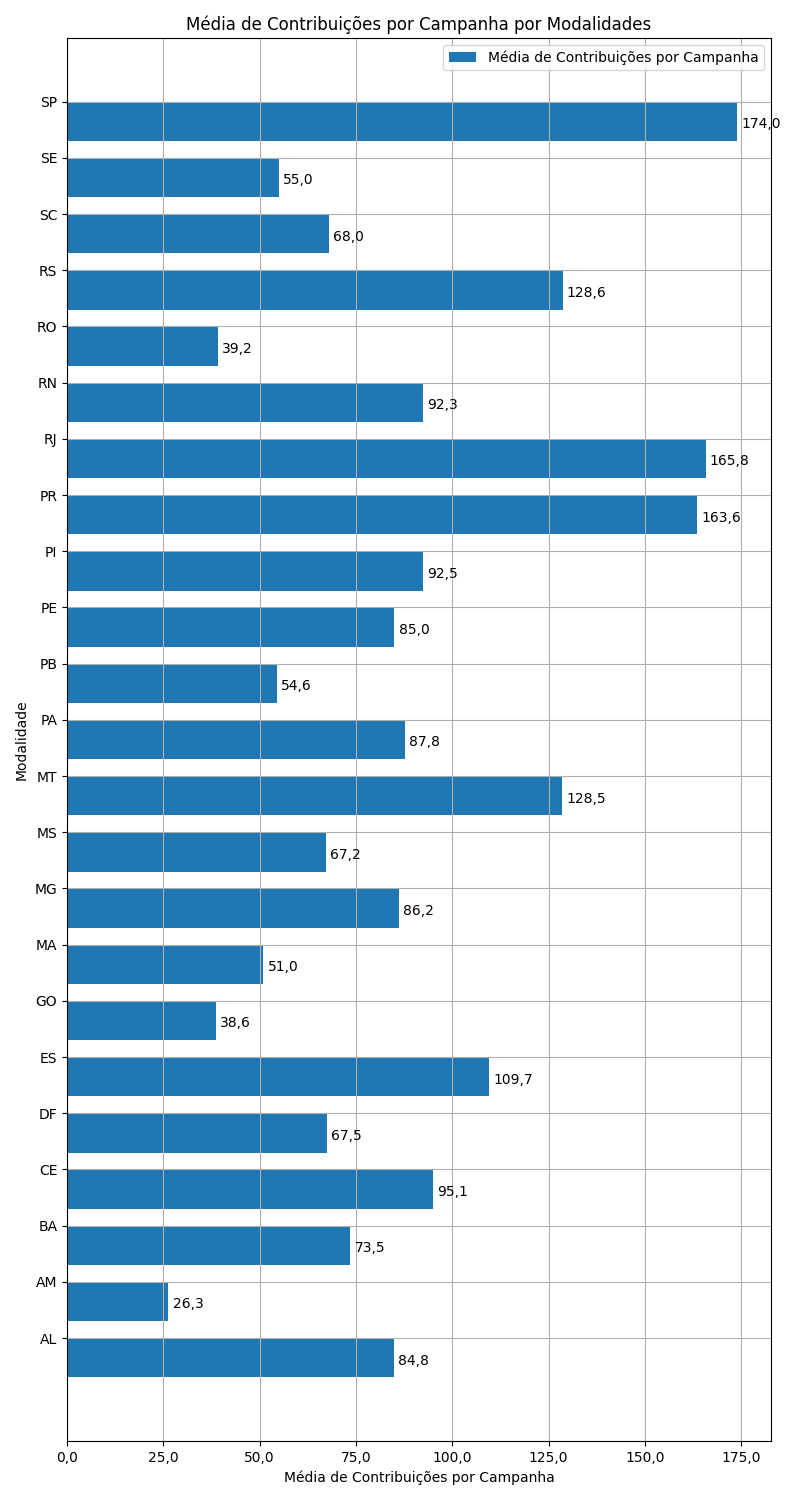 Média de Contribuições por Campanha por Modalidades
Média de Contribuições por Campanha
SP
174,0
SE
55,0
SC
68,0
RS
128,6
RO
39,2
RN
92,3
RJ
165,8
PR
163,6
PI
92,5
PE
85,0
PB
54,6
PA
87,8
MT
128,5
MS
67,2
MG
86,2
MA
51,0
GO
38,6
ES
109,7
DF
67,5
CE
95,1
BA
73,5
AM
26,3
AL
84,8
Modalidade
0,0 25,0 50,0 75,0 100,0 125,0 150,0 175,0
Média de Contribuições por Campanha